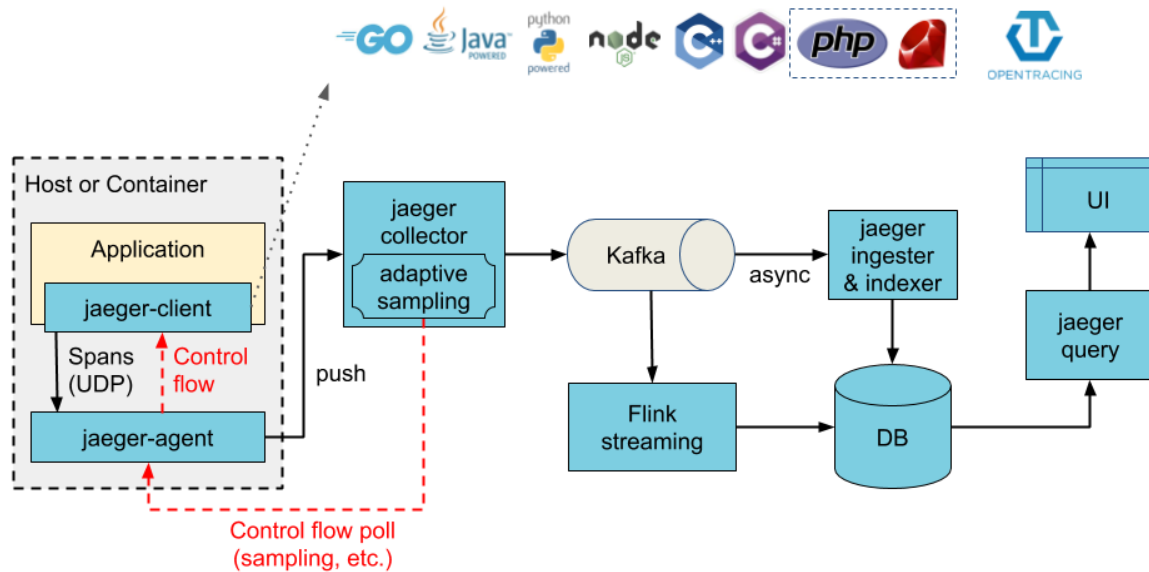 GO
Java
POWERED
python
powered
node
JS
C++
C#
php
OPENTRACING
Host or Container
Application
jaeger-client
Spans
(UDP)
Control
flow
jaeger-agent
push
jaeger
collector
adaptive
sampling
Control flow poll
(sampling, etc.)
Kafka
async
jaeger
ingester
& indexer
Flink
streaming
DB
UI
jaeger
query